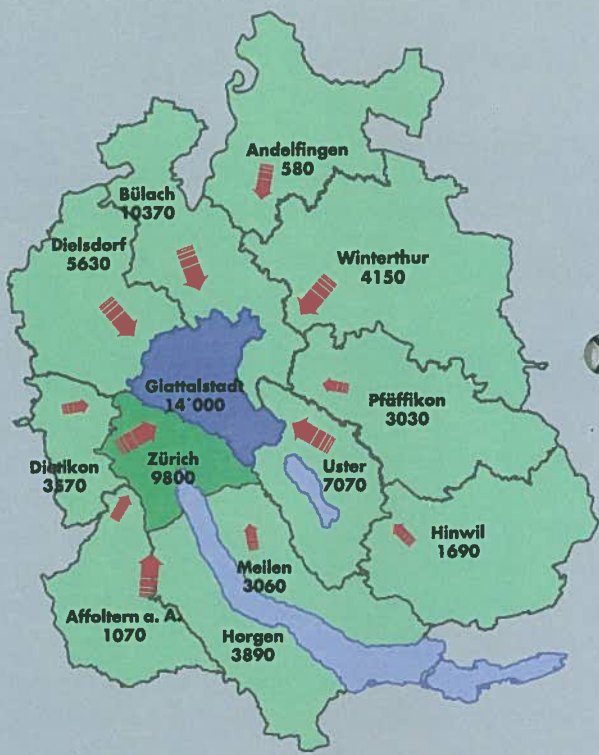 Andelfingen
580
Bülach
10370
Dielsdorf
5630
Winterthur
4150
Glattalstadt
14'000
Pfäffikon
3030
Dietikon
3570
Zürich
9800
Uster
7070
Hinwil
1690
Meilen
3060
Affoltern a. A.
1070
Horgen
3890